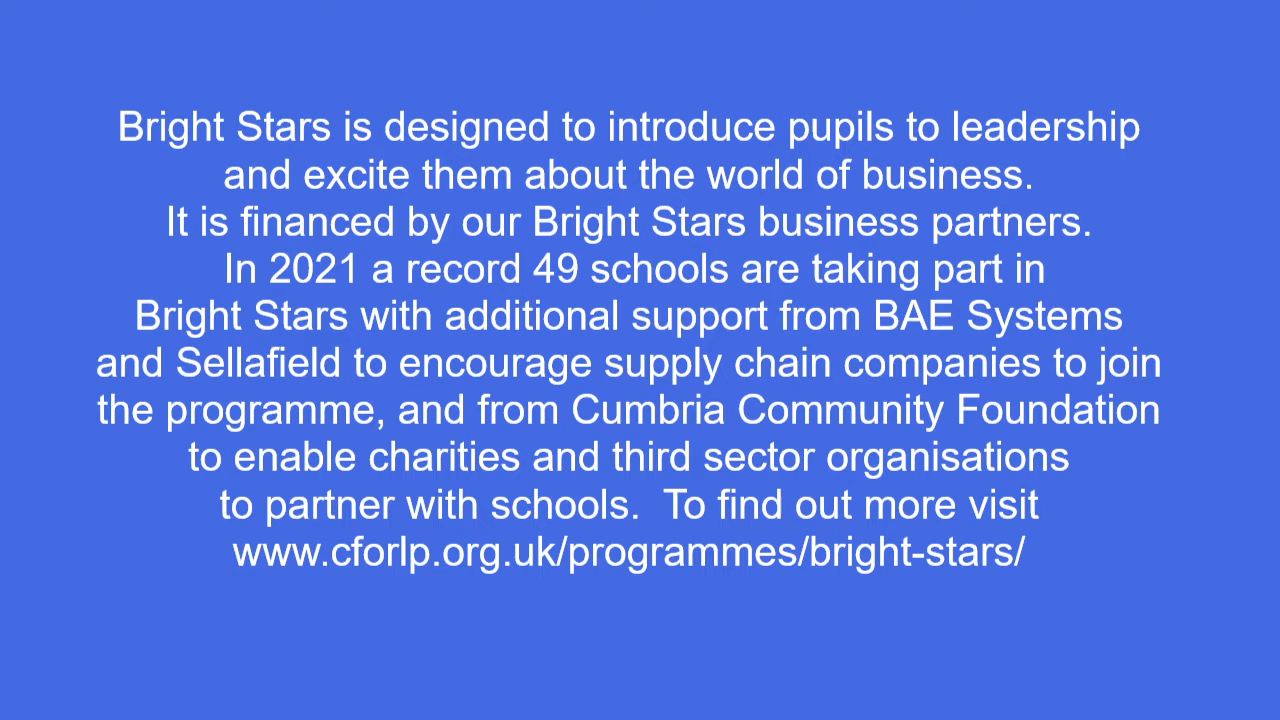 Bright Stars is designed to introduce pupils to leadership
and excite them about the world of business.
It is financed by our Bright Stars business partners.
In 2021 a record 49 schools are taking part in
Bright Stars with additional support from BAE Systems
and Sellafield to encourage supply chain companies to join
the programme, and from Cumbria Community Foundation
to enable charities and third sector organisations
to partner with schools.  To find out more visit
www.cforlp.org.uk/programmes/bright-stars/